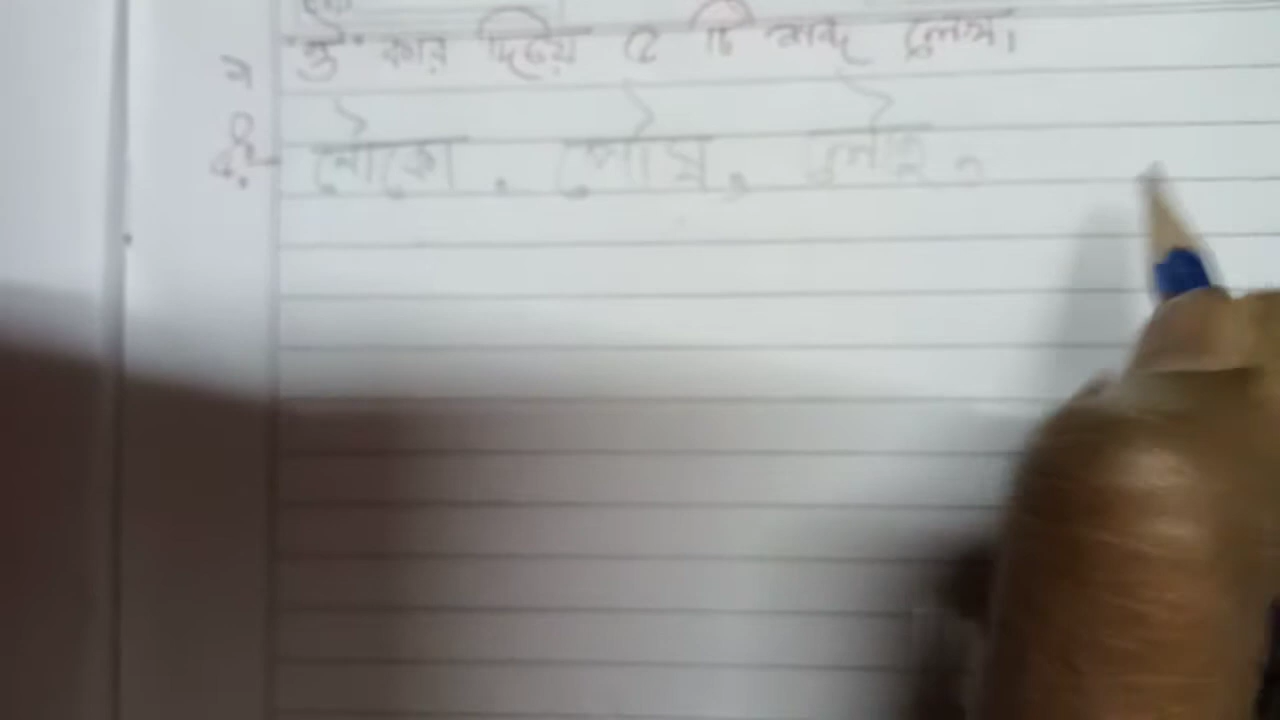 "ঔ" কার দিয়ে ৫ টি শব্দ লেখ।
উঃ- নৌকো, পৌষ, লৌহ,